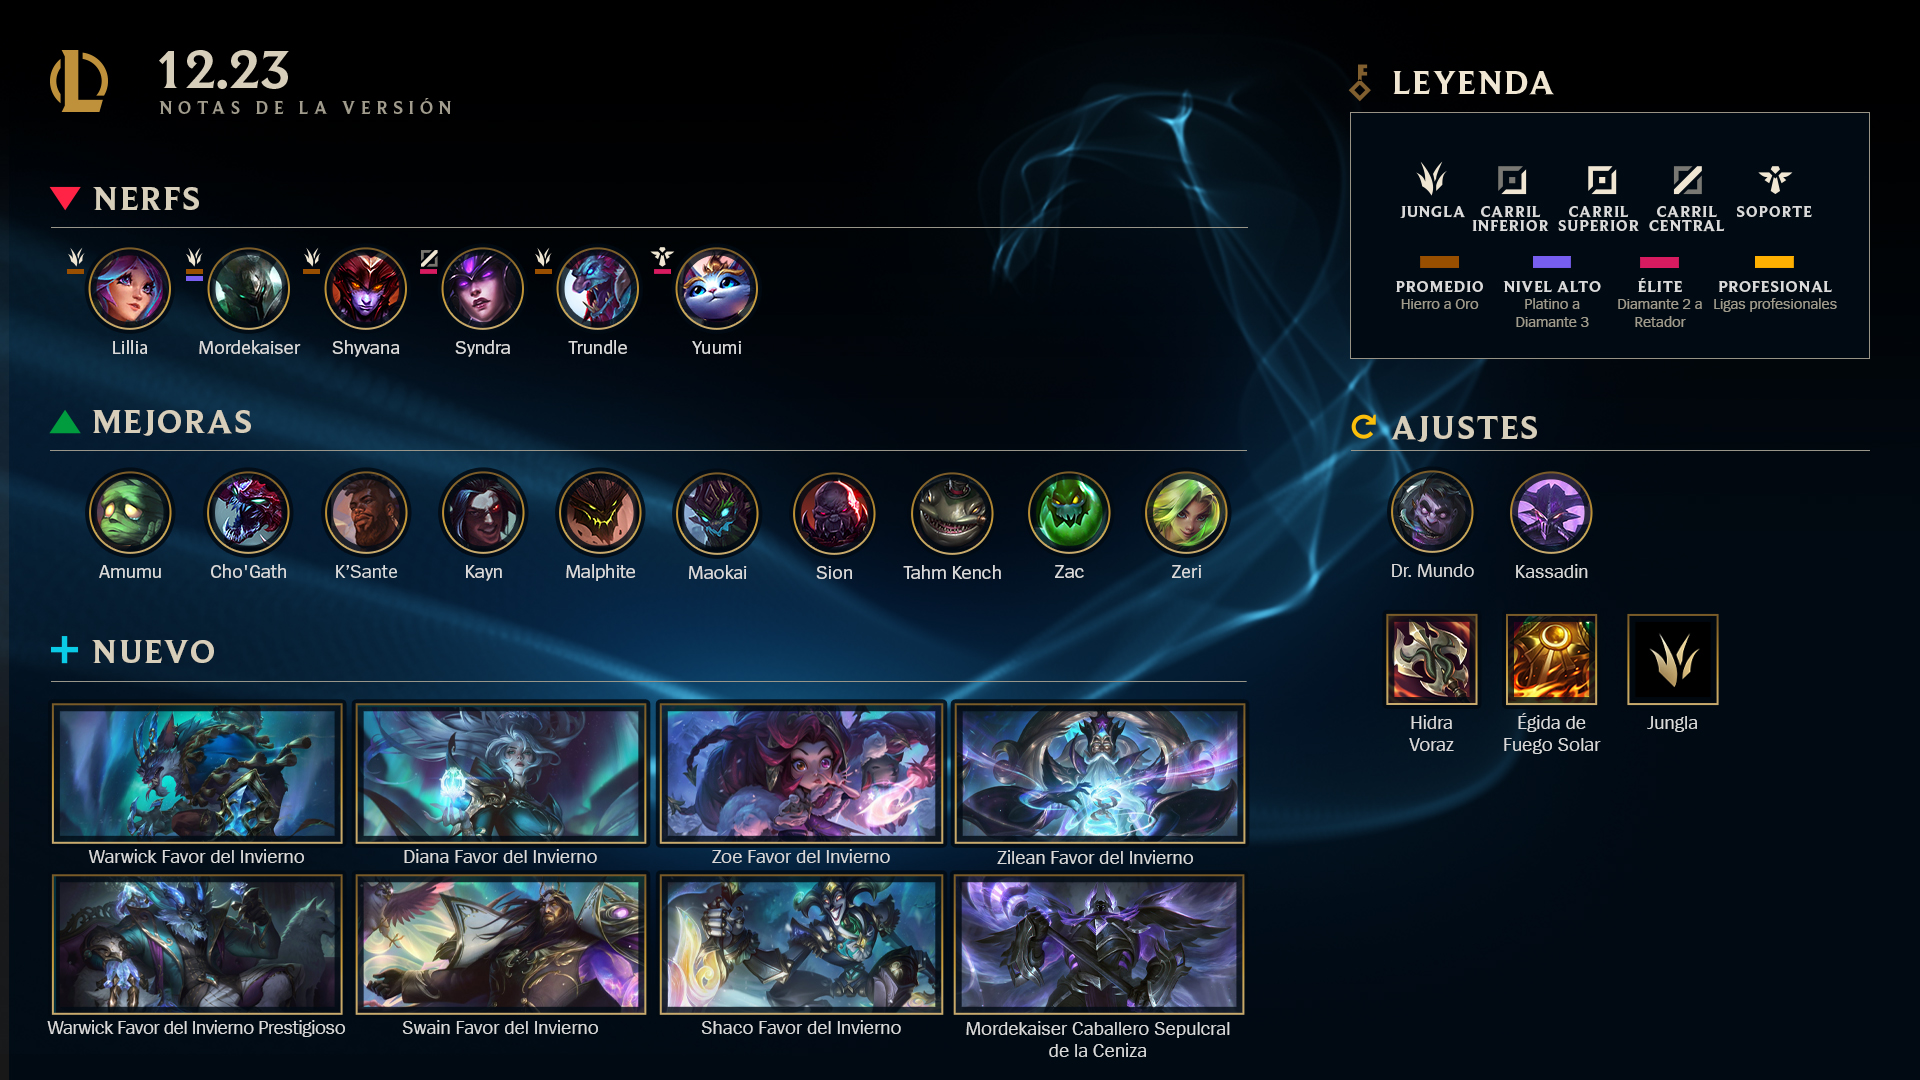 12.23
NOTAS DE LA VERSIÓN
NERFS
Lillia
Mordekaiser
Shyvana
Syndra
Trundle
Yuumi
MEJORAS
Amumu
Cho'Gath
K'Sante
Kayn
Malphite
Maokai
Sion
Tahm Kench
Zac
Zeri
NUEVO
Warwick Favor del Invierno
Diana Favor del Invierno
Zoe Favor del Invierno
Zilean Favor del Invierno
Warwick Favor del Invierno Prestigioso
Swain Favor del Invierno
Shaco Favor del Invierno
Mordekaiser Caballero Sepulcral
de la Ceniza
LEYENDA
JUNGLA
CARRIL
INFERIOR
CARRIL
SUPERIOR
CARRIL
CENTRAL
SOPORTE
PROMEDIO
Hierro a Oro
NIVEL ALTO
Platino a
Diamante 3
ÉLITE
Diamante 2 a
Retador
PROFESIONAL
Ligas profesionales
AJUSTES
Dr. Mundo
Kassadin
Hidra
Voraz
Égida de
Fuego Solar
Jungla